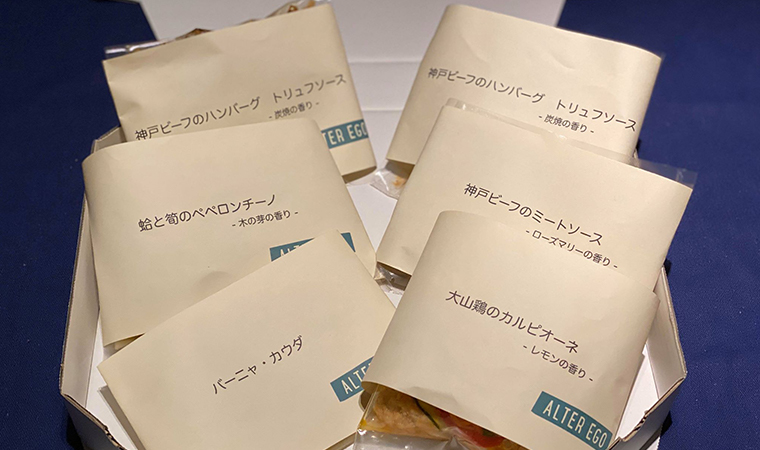 神戸ビーフのハンバーグ　トリュフソース
- 炭焼の香り -
ALTER EGO
神戸ビーフのハンバーグ　トリュフソース
- 炭焼の香り -
蛤と筍のペペロンチーノ
- 木の芽の香り -
ALTER EGO
神戸ビーフのミートソース
- ローズマリーの香り -
バーニャ・カウダ
ALTE
大山鶏のカルピオーネ
- レモンの香り -
ALTER EGO